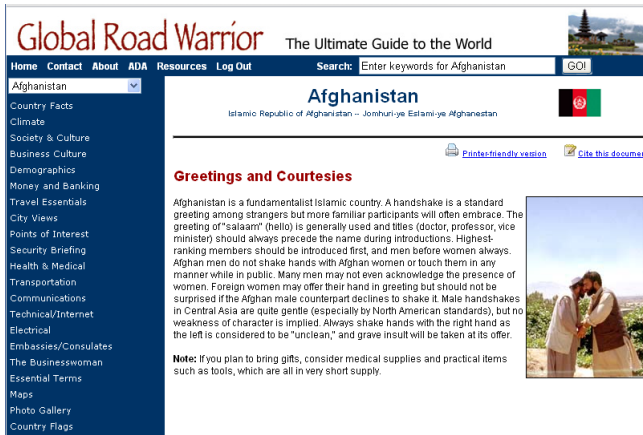 Global Road Warrior The Ultimate Guide to the World
Home Contact About ADA Resources Log Out Search: Enter keywords for Afghanistan GO!
Afghanistan
Country Facts
Climate
Society & Culture
Business Culture
Demographics
Money and Banking
Travel Essentials
City Views
Points of Interest
Security Briefing
Health & Medical
Transportation
Communications
Technical/Internet
Electrical
Embassies/Consulates
The Businesswoman
Essential Terms
Maps
Photo Gallery
Country Flags
Afghanistan
Islamic Republic of Afghanistan -- Jomhuri-ye Eslami-ye Afghanestan
Printer-friendly version Cite this documen
Greetings and Courtesies
Afghanistan is a fundamentalist Islamic country. A handshake is a standard
greeting among strangers but more familiar participants will often embrace. The
greeting of "salaam" (hello) is generally used and titles (doctor, professor, vice
minister) should always precede the name during introductions. Highest-
ranking members should be introduced first, and men before women always.
Afghan men do not shake hands with Afghan women or touch them in any
manner while in public. Many men may not even acknowledge the presence of
women. Foreign women may offer their hand in greeting but should not be
surprised if the Afghan male counterpart declines to shake it. Male handshakes
in Central Asia are quite gentle (especially by North American standards), but no
weakness of character is implied. Always shake hands with the right hand as
the left is considered to be "unclean," and grave insult will be taken at its offer.
Note: If you plan to bring gifts, consider medical supplies and practical items
such as tools, which are all in very short supply.